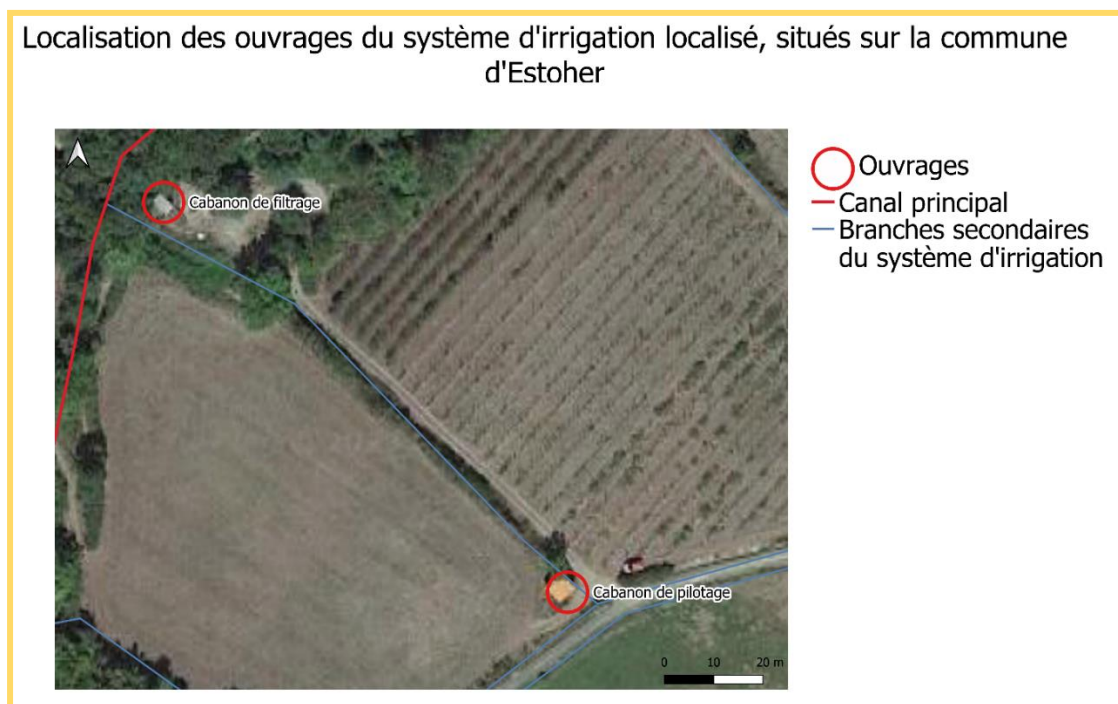 Localisation des ouvrages du système d'irrigation localisé, situés sur la commune
d'Estoher
Cabanon de filtrage
Ouvrages
Canal principal
Branches secondaires
du système d'irrigation
Cabanon de pilotage
0 10 20 m